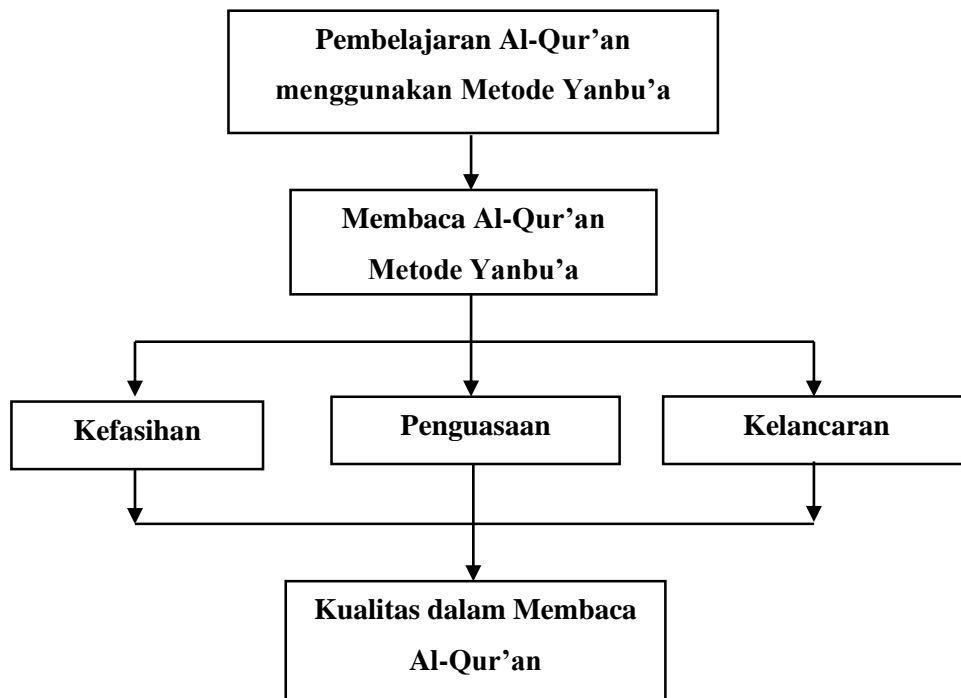 Pembelajaran Al-Qur’an
menggunakan Metode Yanbu’a
Membaca Al-Qur’an
Metode Yanbu’a
Kefasihan
Penguasaan
Kelancaran
Kualitas dalam Membaca
Al-Qur’an